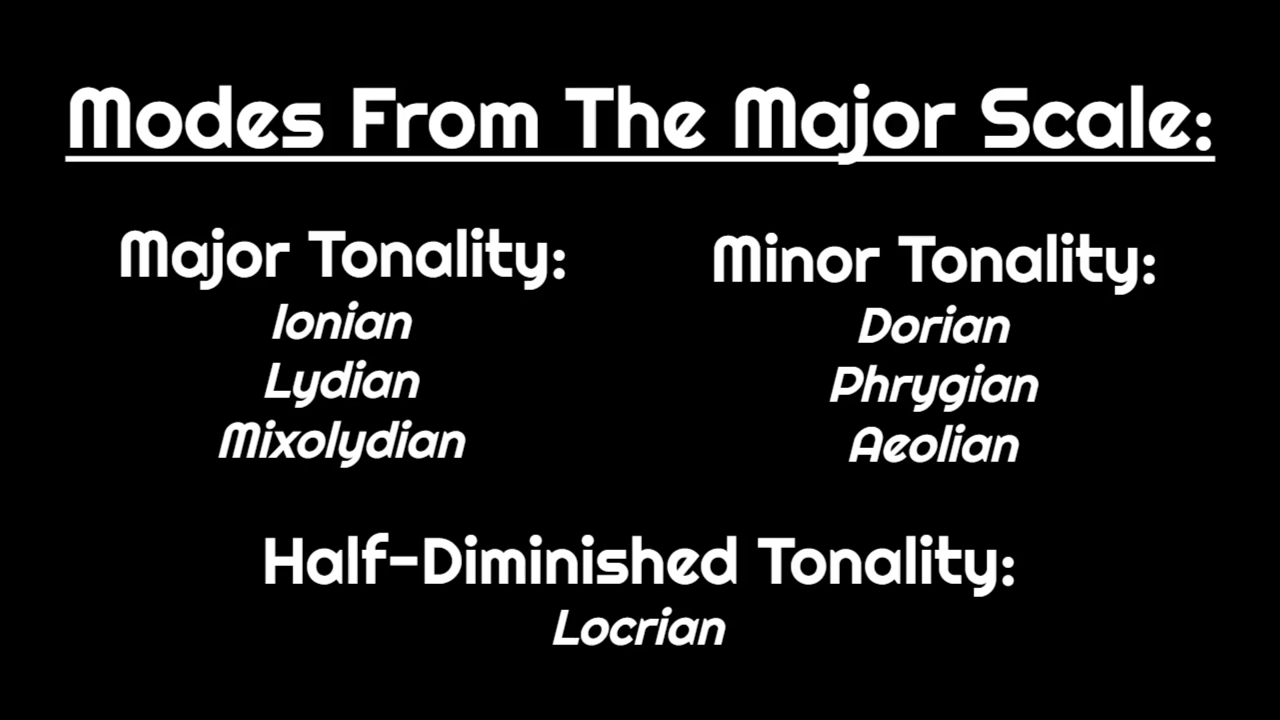 Modes From The Major Scale:
Major Tonality:
Ionian
Lydian
Mixolydian
Minor Tonality:
Dorian
Phrygian
Aeolian
Half-Diminished Tonality:
Locrian